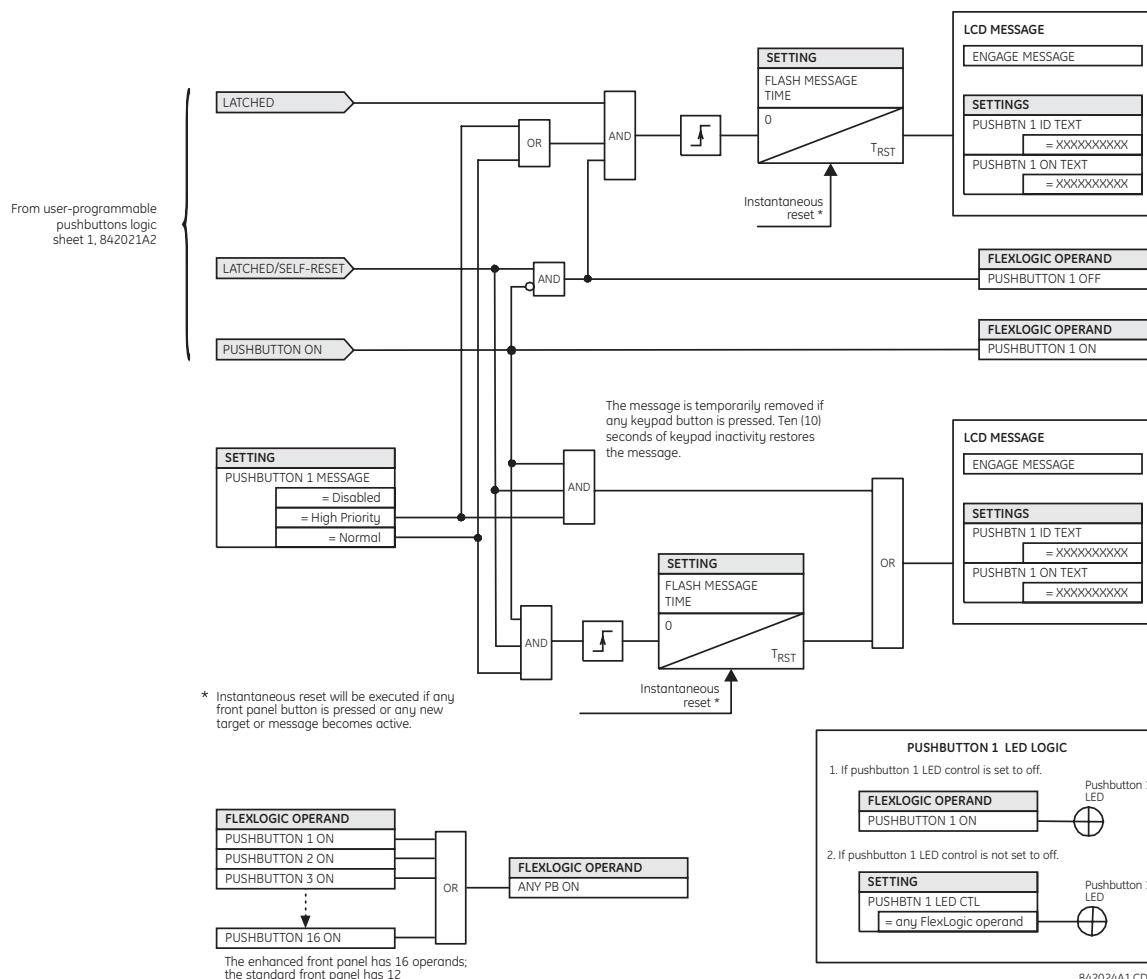 LCD MESSAGE
ENGAGE MESSAGE
SETTING
FLASH MESSAGE
TIME
0
TRST
SETTINGS
PUSHBTN 1 ID TEXT
= XXXXXXXXXX
PUSHBTN 1 ON TEXT
= XXXXXXXXXX
LATCHED
OR
AND
Instantaneous
reset *
From user-programmable
pushbuttons logic
sheet 1, 842021A2
LATCHED/SELF-RESET
AND
FLEXLOGIC OPERAND
PUSHBUTTON 1 OFF
PUSHBUTTON ON
FLEXLOGIC OPERAND
PUSHBUTTON 1 ON
The message is temporarily removed if
any keypad button is pressed. Ten (10)
seconds of keypad inactivity restores
the message.
SETTING
PUSHBUTTON 1 MESSAGE
= Disabled
= High Priority
= Normal
AND
LCD MESSAGE
ENGAGE MESSAGE
SETTINGS
PUSHBTN 1 ID TEXT
= XXXXXXXXXX
PUSHBTN 1 ON TEXT
= XXXXXXXXXX
OR
SETTING
FLASH MESSAGE
TIME
0
TRST
AND
Instantaneous
reset *
* Instantaneous reset will be executed if any
front panel button is pressed or any new
target or message becomes active.
PUSHBUTTON 1 LED LOGIC
1. If pushbutton 1 LED control is set to off.
Pushbutton 1
LED
FLEXLOGIC OPERAND
PUSHBUTTON 1 ON
2. If pushbutton 1 LED control is not set to off.
Pushbutton 1
LED
SETTING
PUSHBTN 1 LED CTL
= any FlexLogic operand
FLEXLOGIC OPERAND
PUSHBUTTON 1 ON
PUSHBUTTON 2 ON
PUSHBUTTON 3 ON
PUSHBUTTON 16 ON
OR
FLEXLOGIC OPERAND
ANY PB ON
The enhanced front panel has 16 operands;
the standard front panel has 12
842024A1.CD